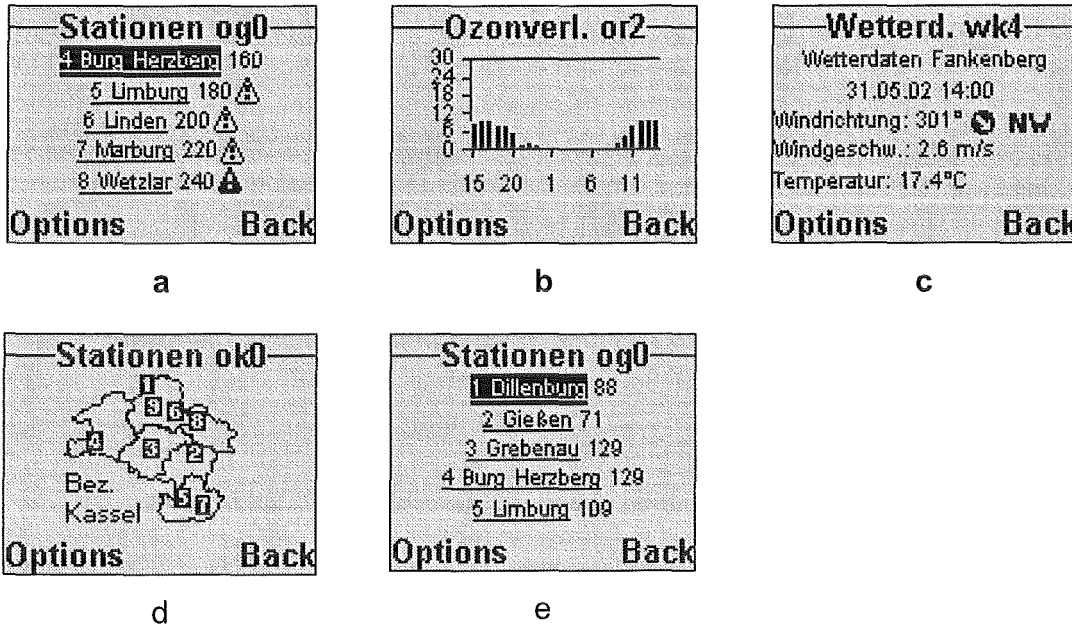 Stationen og0
4 Burg Herzberg 160
5 Limburg 180
6 Linden 200
7 Marburg 220
8 Wetzlar 240
Options Back
a
Ozonverl. or2
30
24
18
12
6
0
15 20 1 6 11
Options Back
b
Wetterd. wk4
Wetterdaten Fankenberg
31.05.02 14:00
Windrichtung: 301° NW
Windgeschw.: 2.6 m/s
Temperatur: 17.4°C
Options Back
c
Stationen ok0
1
9 6
8
4 3 2
Bez.
Kassel 5 7
Options Back
d
Stationen og0
1 Dillenburg 88
2 Gießen 71
3 Grebenau 129
4 Burg Herzberg 129
5 Limburg 109
Options Back
e